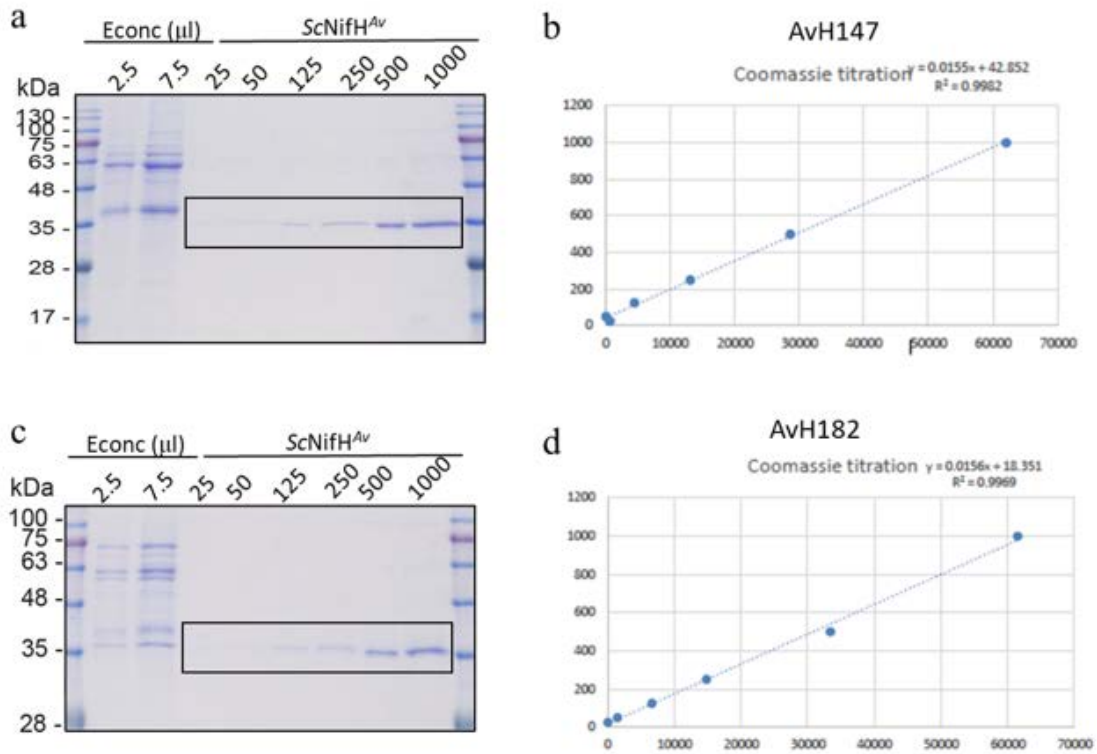 a
Econc (µl) ScNifH^Av
2.5 7.5 25 50 125 250 500 1000
kDa
130 -
100 -
75 -
63 -
48 -
35 -
28 -
17 -
b
AvH147
Coomassie titration
y = 0.0155x + 42.852
R² = 0.9982
1200
1000
800
600
400
200
0
0 10000 20000 30000 40000 50000 60000 70000
c
Econc (µl) ScNifH^Av
2.5 7.5 25 50 125 250 500 1000
kDa
100 -
75 -
63 -
48 -
35 -
28 -
d
AvH182
Coomassie titration
y = 0.0156x + 18.351
R² = 0.9969
1200
1000
800
600
400
200
0
0 10000 20000 30000 40000 50000 60000 70000